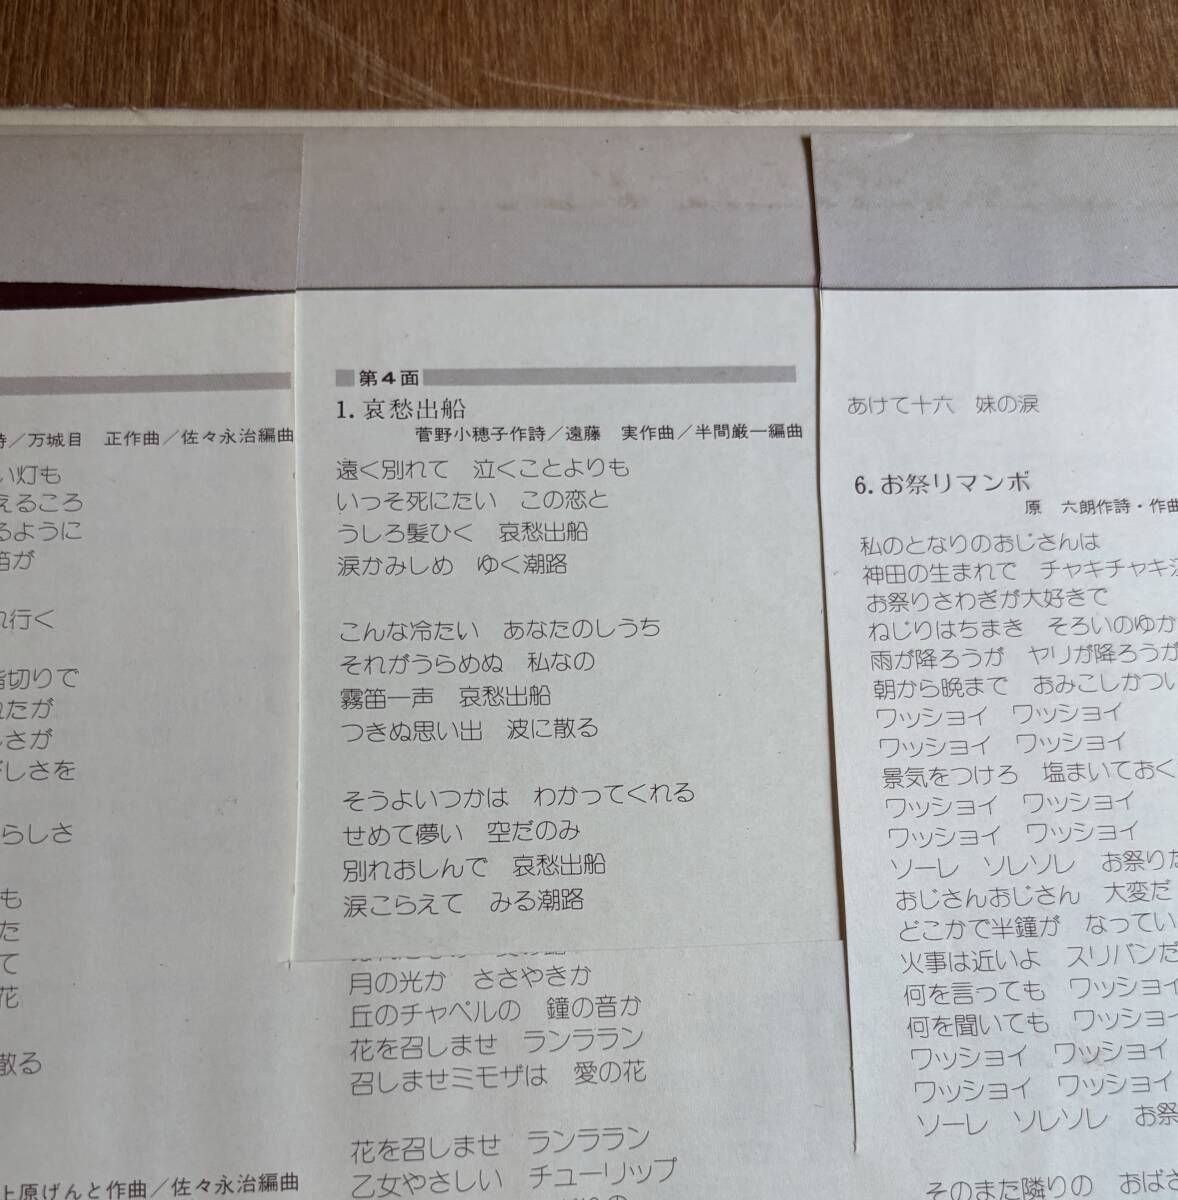 詩／万城目　正作曲／佐々永治編曲
い灯も
えるころ
るように
笛が
れ行く
皆切りで
れたが
しさが
びしさを
らしさ
も
た
て
花
散る
上原げんと作曲／佐々永治編曲
第4面
1. 哀愁出船
菅野小穂子作詩／遠藤　実作曲／半間厳一編曲
遠く別れて　泣くことよりも
いっそ死にたい　この恋と
うしろ髪ひく　哀愁出船
涙かみしめ　ゆく潮路
こんな冷たい　あなたのしうち
それがうらめぬ　私なの
霧笛一声　哀愁出船
つきぬ思い出　波に散る
そうよいつかは　わかってくれる
せめて儚い　空だのみ
別れおしんで　哀愁出船
涙こらえて　みる潮路
月の光か　ささやきか
丘のチャペルの　鐘の音か
花を召しませ　ランララン
召しませミモザは　愛の花
花を召しませ　ランララン
乙女やさしい　チューリップ
あけて十六　妹の涙
6. お祭りマンボ
原　六朗作詩・作曲
私のとなりのおじさんは
神田の生まれで　チャキチャキ江
お祭りさわぎが大好きで
ねじりはちまき　そろいのゆか
雨が降ろうが　ヤリが降ろうが
朝から晩まで　おみこしかつい
ワッショイ　ワッショイ
ワッショイ　ワッショイ
景気をつけろ　塩まいておく
ワッショイ　ワッショイ
ワッショイ　ワッショイ
ソーレ　ソレソレ　お祭りだ
おじさんおじさん　大変だ
どこかで半鐘が　なってい
火事は近いよ　スリバンだ
何を言っても　ワッショイ
何を聞いても　ワッショイ
ワッショイ　ワッショイ
ワッショイ　ワッショイ
ソーレ　ソレソレ　お祭
そのまた隣りの　おばさ